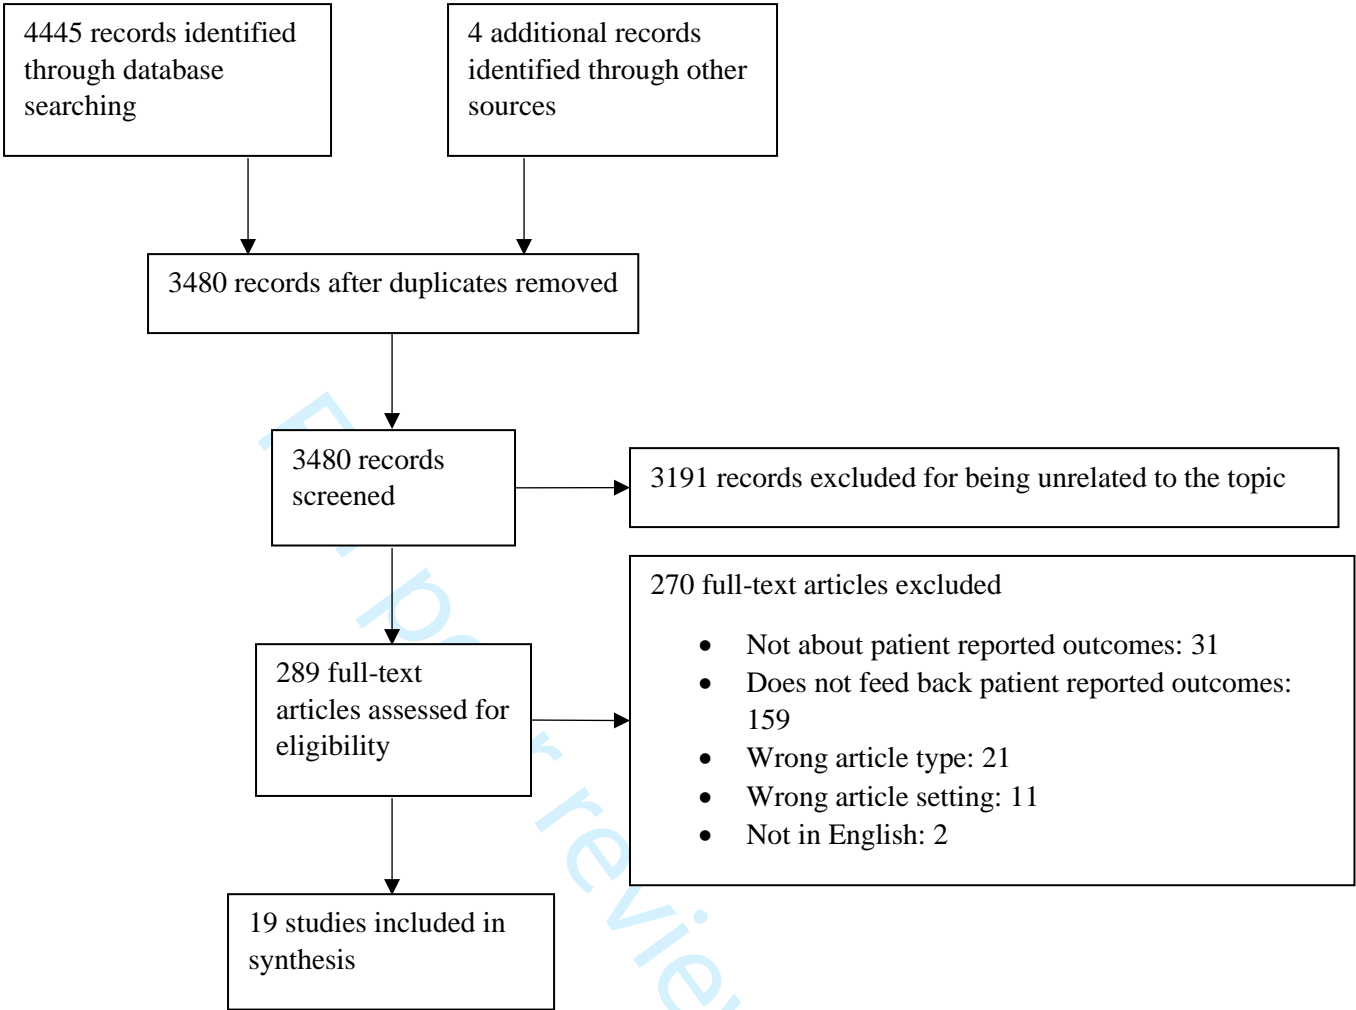 4445 records identified
through database
searching
4 additional records
identified through other
sources
3480 records after duplicates removed
3480 records
screened
3191 records excluded for being unrelated to the topic
270 full-text articles excluded
• Not about patient reported outcomes: 31
• Does not feed back patient reported outcomes:
159
• Wrong article type: 21
• Wrong article setting: 11
• Not in English: 2
289 full-text
articles assessed for
eligibility
19 studies included in
synthesis
review